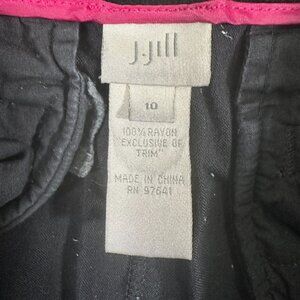 J.Jill
10
100% RAYON
"EXCLUSIVE OF
TRIM"
MADE IN CHINA
RN 97641